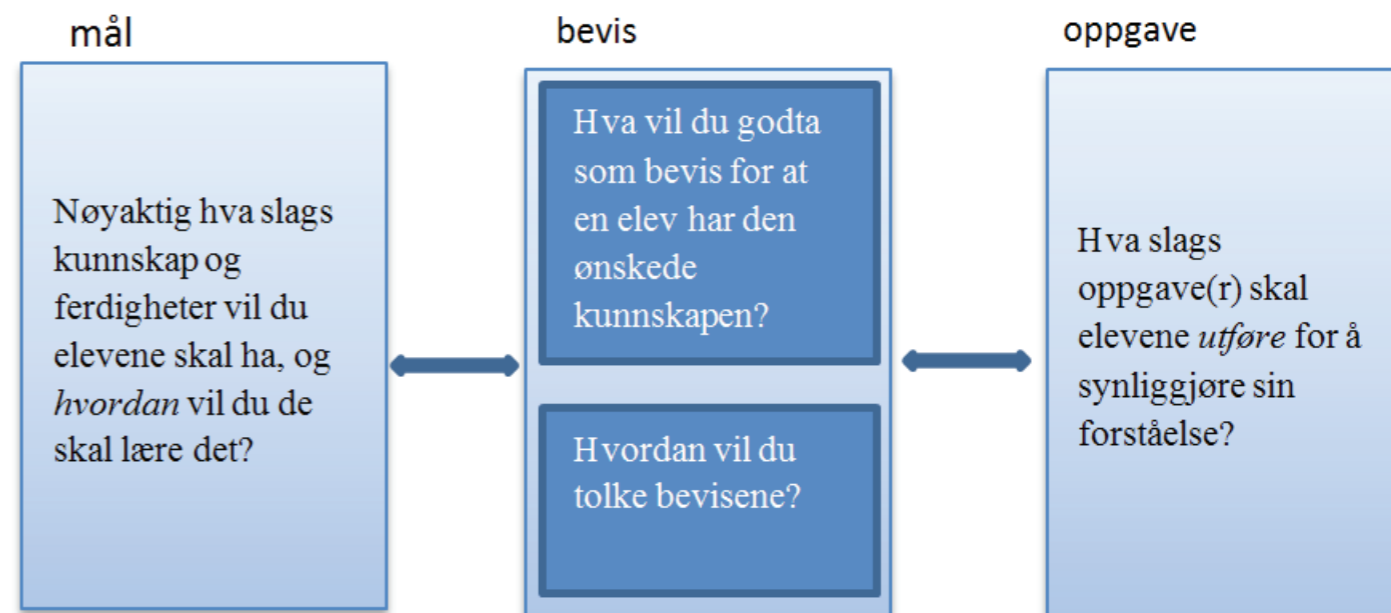 mål
Nøyaktig hva slags
kunnskap og
ferdigheter vil du
elevene skal ha, og
hvordan vil du de
skal lære det?
bevis
Hva vil du godta
som bevis for at
en elev har den
ønskede
kunnskapen?
Hvordan vil du
tolke bevisene?
oppgave
Hva slags
oppgave(r) skal
elevene utføre for å
synliggjøre sin
forståelse?